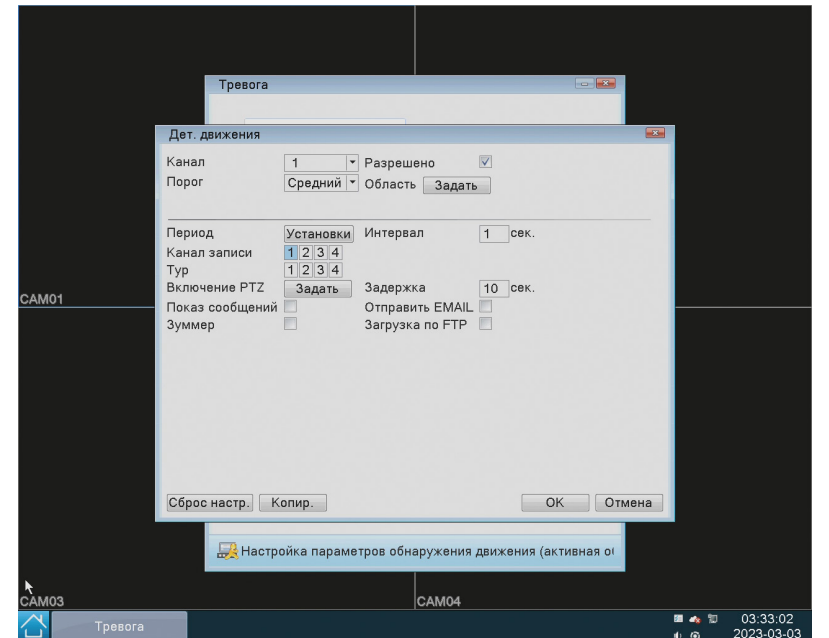 Тревога
Дет. движения
Канал 1 Разрешено
Порог Средний Область Задать
Период Установки Интервал 1 сек.
Канал записи 1 2 3 4
Тур 1 2 3 4
Включение PTZ Задать Задержка 10 сек.
Показ сообщений Отправить EMAIL
Зуммер Загрузка по FTP
CAM01
Сброс настр. Копир. OK Отмена
Настройка параметров обнаружения движения (активная
CAM03 CAM04
Тревога 03:33:02
2023-03-03